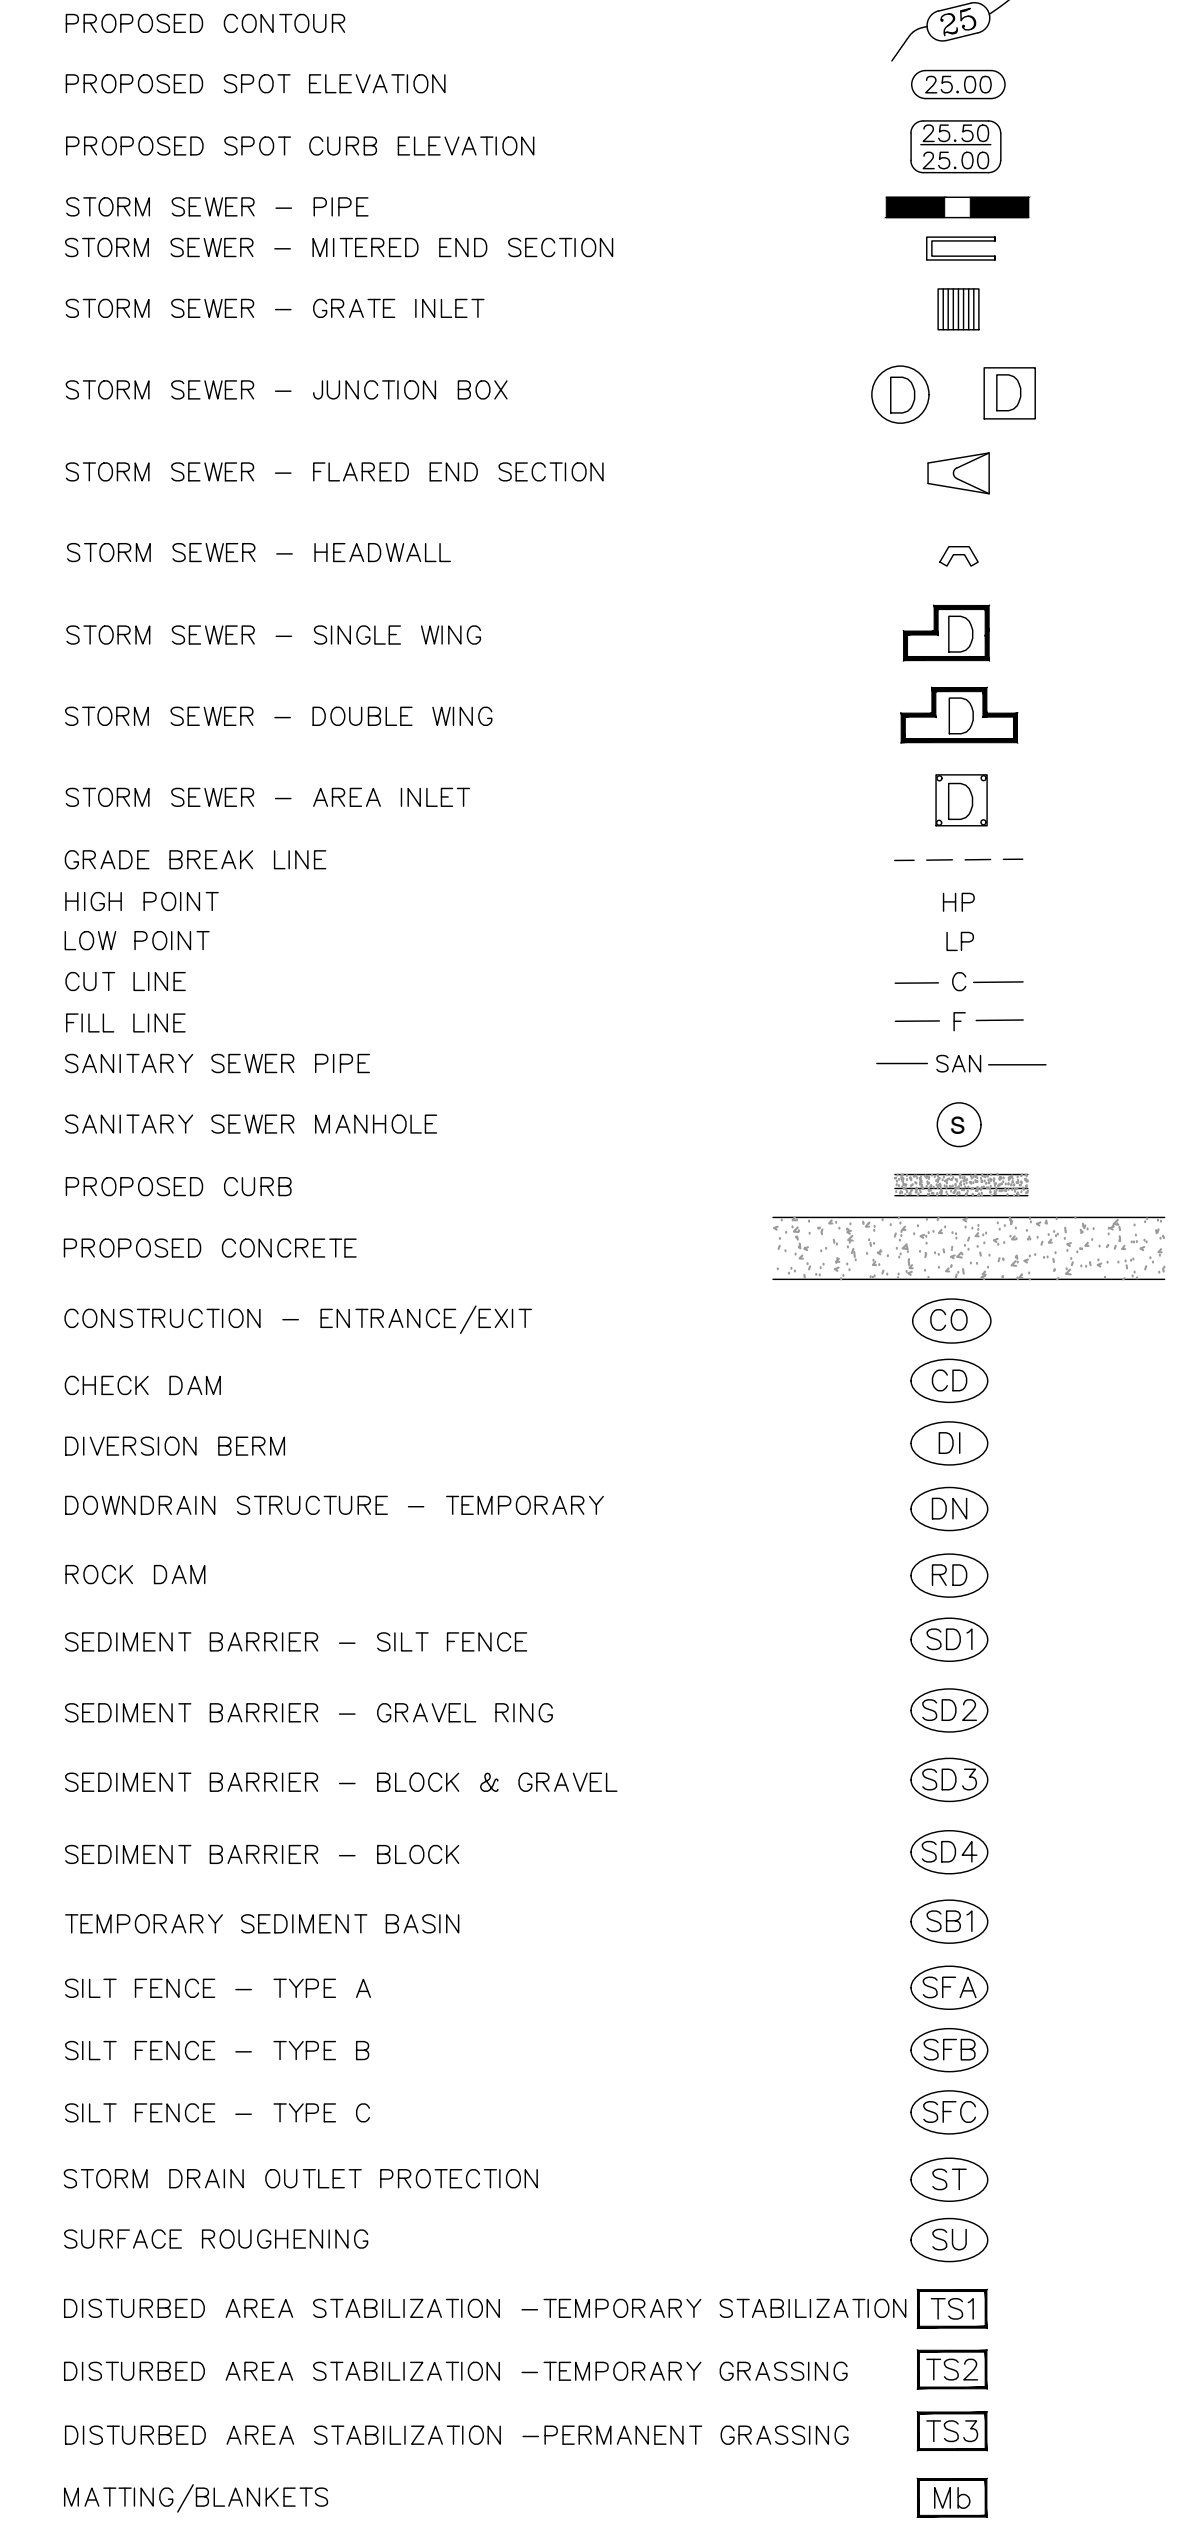 PROPOSED CONTOUR 25
PROPOSED SPOT ELEVATION 25.00
PROPOSED SPOT CURB ELEVATION 25.50
25.00
STORM SEWER – PIPE
STORM SEWER – MITERED END SECTION
STORM SEWER – GRATE INLET
STORM SEWER – JUNCTION BOX D D
STORM SEWER – FLARED END SECTION
STORM SEWER – HEADWALL
STORM SEWER – SINGLE WING D
STORM SEWER – DOUBLE WING D
STORM SEWER – AREA INLET D
GRADE BREAK LINE
HIGH POINT HP
LOW POINT LP
CUT LINE C
FILL LINE F
SANITARY SEWER PIPE SAN
SANITARY SEWER MANHOLE S
PROPOSED CURB
PROPOSED CONCRETE
CONSTRUCTION – ENTRANCE/EXIT CO
CHECK DAM CD
DIVERSION BERM DI
DOWNDRAIN STRUCTURE – TEMPORARY DN
ROCK DAM RD
SEDIMENT BARRIER – SILT FENCE SD1
SEDIMENT BARRIER – GRAVEL RING SD2
SEDIMENT BARRIER – BLOCK & GRAVEL SD3
SEDIMENT BARRIER – BLOCK SD4
TEMPORARY SEDIMENT BASIN SB1
SILT FENCE – TYPE A SFA
SILT FENCE – TYPE B SFB
SILT FENCE – TYPE C SFC
STORM DRAIN OUTLET PROTECTION ST
SURFACE ROUGHENING SU
DISTURBED AREA STABILIZATION –TEMPORARY STABILIZATION TS1
DISTURBED AREA STABILIZATION –TEMPORARY GRASSING TS2
DISTURBED AREA STABILIZATION –PERMANENT GRASSING TS3
MATTING/BLANKETS Mb